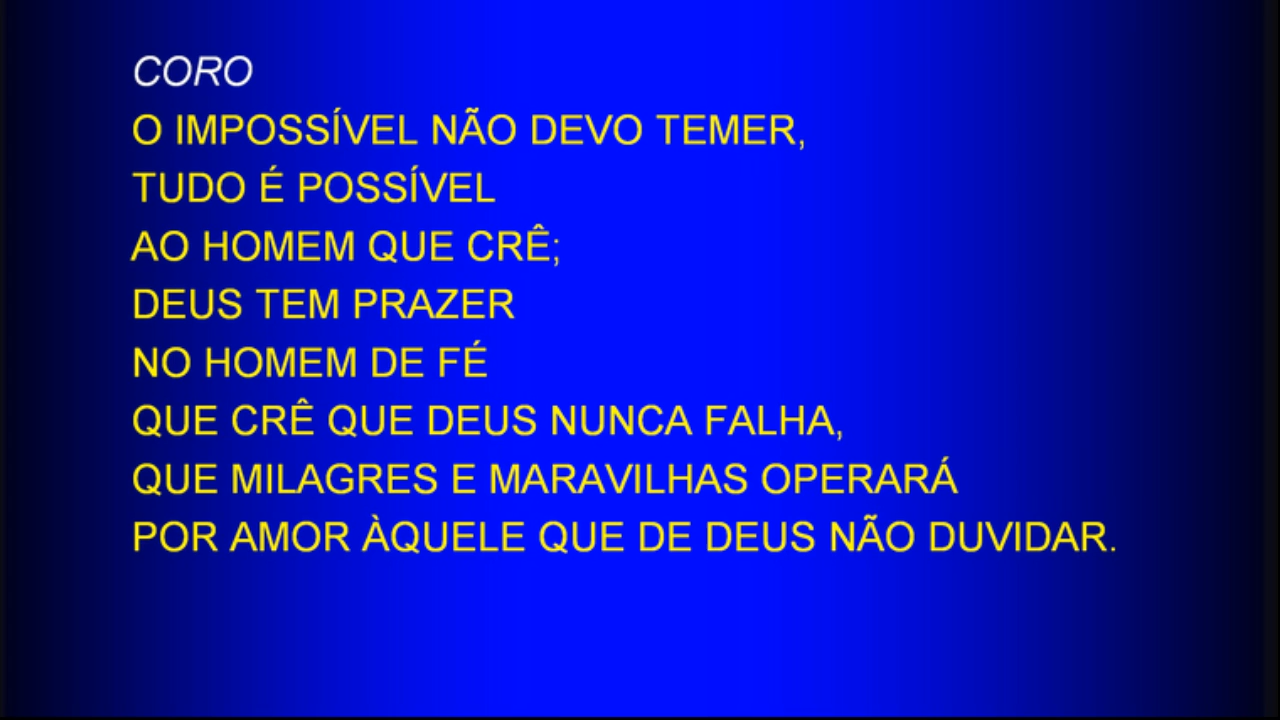 CORO
O IMPOSSÍVEL NÃO DEVO TEMER,
TUDO É POSSÍVEL
AO HOMEM QUE CRÊ;
DEUS TEM PRAZER
NO HOMEM DE FÉ
QUE CRÊ QUE DEUS NUNCA FALHA,
QUE MILAGRES E MARAVILHAS OPERARÁ
POR AMOR ÀQUELE QUE DE DEUS NÃO DUVIDAR.